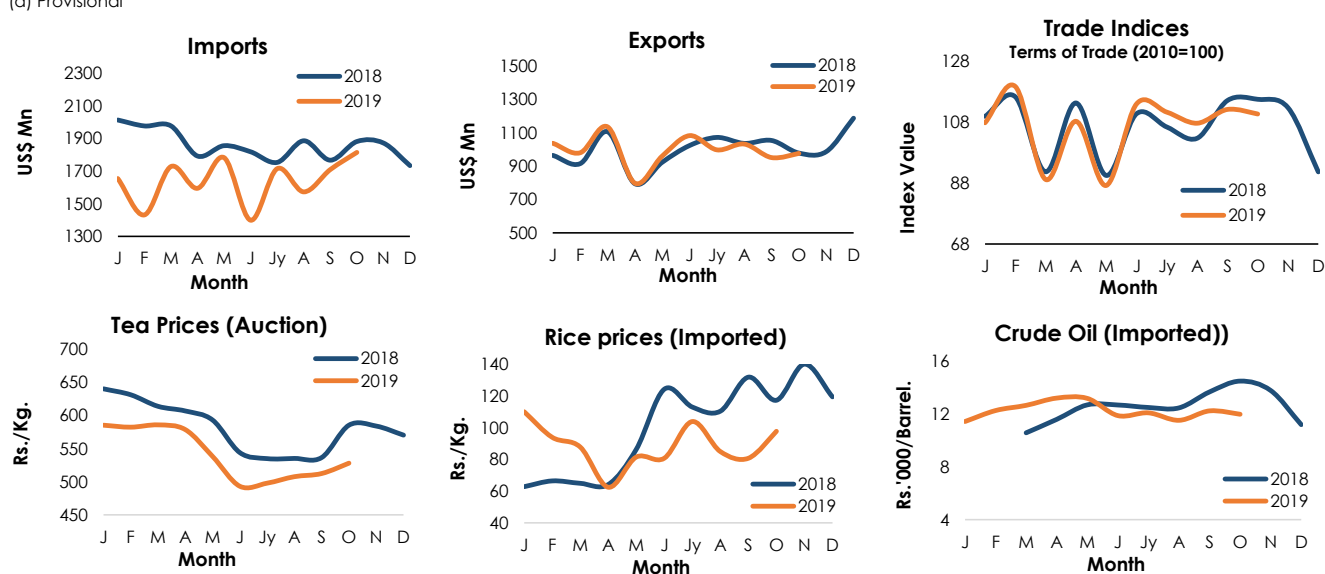 (a) Provisional
Imports
2300
2100
1900
1700
1500
1300
US$ Mn
2018
2019
J F M A M J Jy A S O N D
Month
Exports
1500
1300
1100
900
700
500
US$ Mn
2018
2019
J F M A M J Jy A S O N D
Month
Trade Indices
Terms of Trade (2010=100)
128
108
88
68
Index Value
2018
2019
J F M A M J Jy A S O N D
Month
Tea Prices (Auction)
700
650
600
550
500
450
Rs./Kg.
2018
2019
J F M A M J Jy A S O N D
Month
Rice prices (Imported)
140
120
100
80
60
40
Rs./Kg.
2018
2019
J F M A M J Jy A S O N D
Month
Crude Oil (Imported))
16
12
8
4
Rs.'000/Barrel.
2018
2019
J F M A M J Jy A S O N D
Month